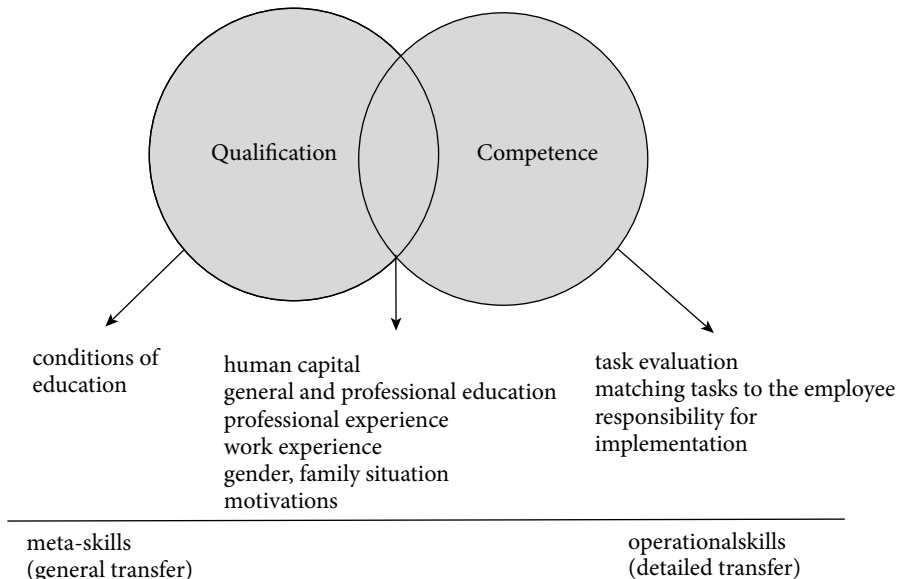 Qualification
Competence
conditions of
education
human capital
general and professional education
professional experience
work experience
gender, family situation
motivations
task evaluation
matching tasks to the employee
responsibility for
implementation
meta-skills
(general transfer)
operationalskills
(detailed transfer)